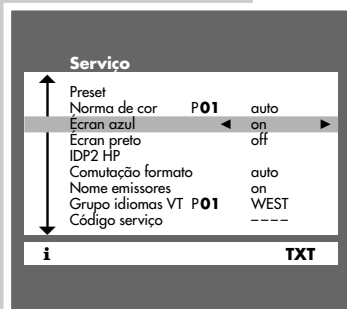 Serviço
Preset
Norma de cor P01 auto
Écran azul ◄ on ►
Écran preto off
IDP2 HP
Comutação formato auto
Nome emissores on
Grupo idiomas VT P01 WEST
Código serviço ----
i TXT